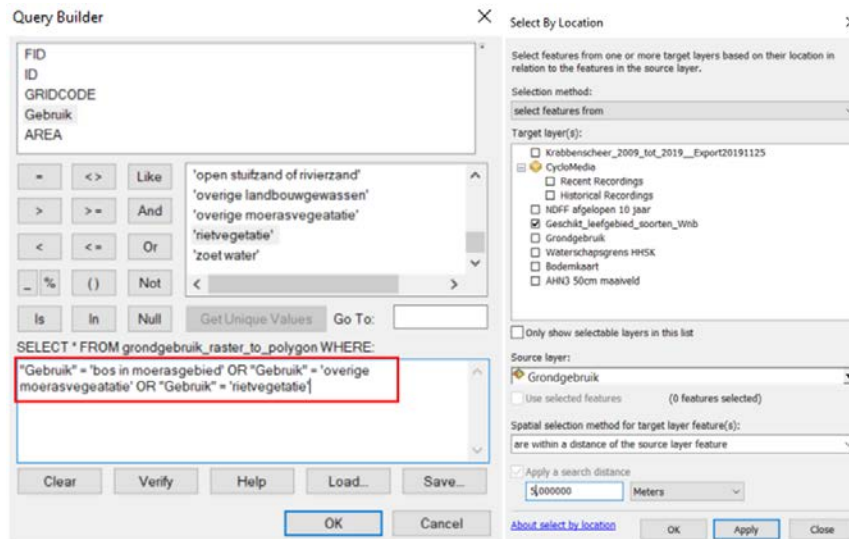 Query Builder
FID
ID
GRIDCODE
Gebruik
AREA
= <> Like
> >= And
< <= Or
_ % () Not
Is In Null
'open stuifzand of rivierzand'
'overige landbouwgewassen'
'overige moerasvegeatatie'
'rietvegetatie'
'zoet water'
Get Unique Values Go To:
SELECT * FROM grondgebruik_raster_to_polygon WHERE:
"Gebruik" = 'bos in moerasgebied' OR "Gebruik" = 'overige
moerasvegeatatie' OR "Gebruik" = 'rietvegetatie'
Clear Verify Help Load... Save...
OK Cancel
Select By Location
Select features from one or more target layers based on their location in
relation to the features in the source layer.
Selection method:
select features from
Target layer(s):
Krabbenscheer_2009_tot_2019__Export20191125
CycloMedia
Recent Recordings
Historical Recordings
NDFF afgelopen 10 jaar
Geschikt_leefgebied_soorten_Wnb
Grondgebruik
Waterschapsgrens HHSK
Bodemkaart
AHN3 50cm maaiveld
Only show selectable layers in this list
Source layer:
Grondgebruik
Use selected features (0 features selected)
Spatial selection method for target layer feature(s):
are within a distance of the source layer feature
Apply a search distance
5,000000 Meters
About select by location OK Apply Close